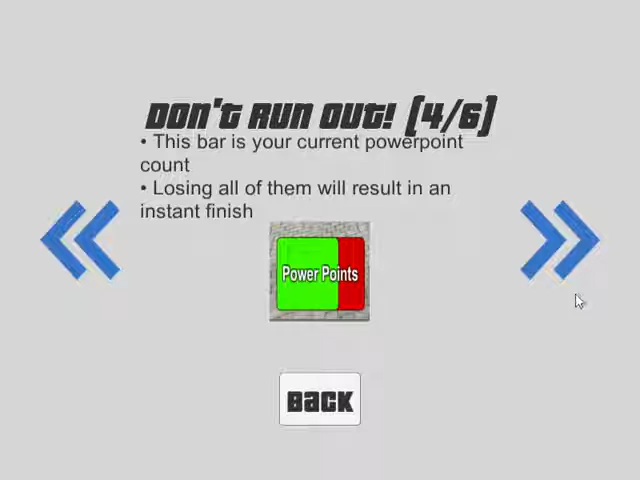 Don't Run Out! (4/6)
• This bar is your current powerpoint
count
• Losing all of them will result in an
instant finish
Power Points
Back